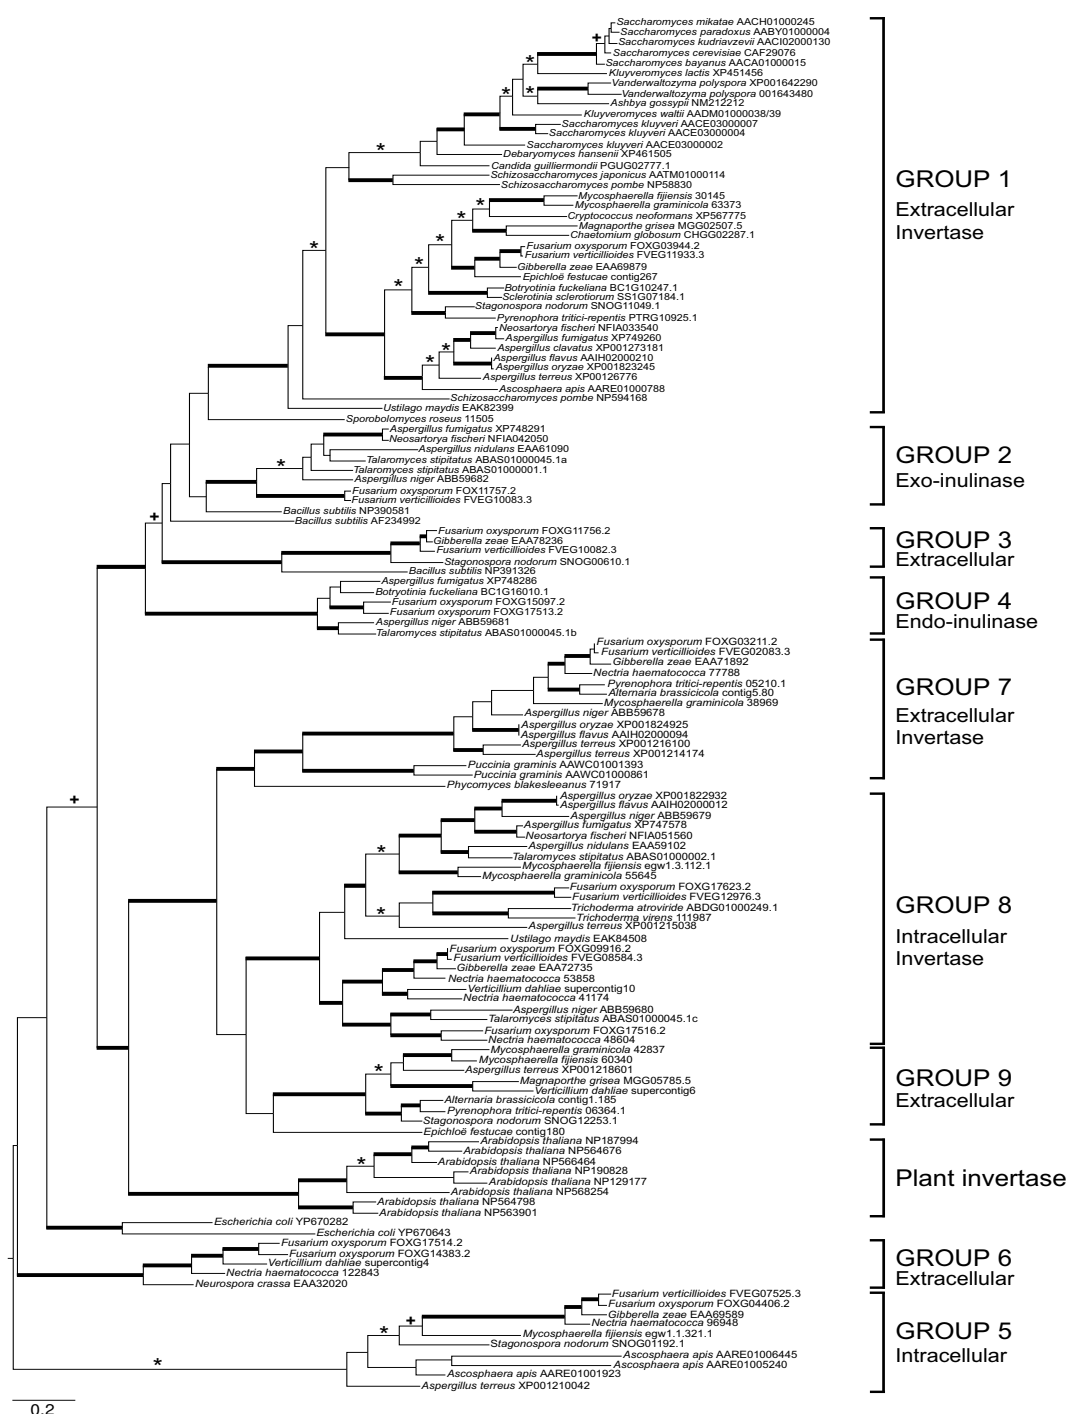 Saccharomyces mikatae AACH01000245
Saccharomyces paradoxus AABY01000004
Saccharomyces kudriavzevii AACI02000130
Saccharomyces cerevisiae CAF29076
Saccharomyces bayanus AACA01000015
Kluyveromyces lactis XP451456
Vanderwaltozyma polyspora XP001642290
Vanderwaltozyma polyspora 001643480
Ashbya gossypii NM212212
Kluyveromyces waltii AADM01000038/39
Saccharomyces kluyveri AACE03000007
Saccharomyces kluyveri AACE03000004
Saccharomyces kluyveri AACE03000002
Debaryomyces hansenii XP461505
Candida guilliermondii PGUG02777.1
Schizosaccharomyces japonicus AATM01000114
Schizosaccharomyces pombe NP58830
Mycosphaerella fijiensis 30145
Mycosphaerella graminicola 63373
Cryptococcus neoformans XP567775
Magnaporthe grisea MGG02507.5
Chaetomium globosum CHGG02287.1
Fusarium oxysporum FOXG03944.2
Fusarium verticillioides FVEG11933.3
Gibberella zeae EAA69879
Epichloë festucae contig267
Botryotinia fuckeliana BC1G10247.1
Sclerotinia sclerotiorum SS1G07184.1
Stagonospora nodorum SNOG11049.1
Pyrenophora tritici-repentis PTRG10925.1
Neosartorya fischeri NFIA033540
Aspergillus fumigatus XP749260
Aspergillus clavatus XP001273181
Aspergillus flavus AAIH02000210
Aspergillus oryzae XP001823245
Aspergillus terreus XP00126776
Ascosphaera apis AARE01000788
Schizosaccharomyces pombe NP594168
Ustilago maydis EAK82399
Sporobolomyces roseus 11505
GROUP 1
Extracellular
Invertase
Aspergillus fumigatus XP748291
Neosartorya fischeri NFIA042050
Aspergillus nidulans EAA61090
Talaromyces stipitatus ABAS01000045.1a
Talaromyces stipitatus ABAS01000001.1
Aspergillus niger ABB59682
Fusarium oxysporum FOX11757.2
Fusarium verticillioides FVEG10083.3
Bacillus subtilis NP390581
Bacillus subtilis AF234992
GROUP 2
Exo-inulinase
Fusarium oxysporum FOXG11756.2
Gibberella zeae EAA78236
Fusarium verticillioides FVEG10082.3
Stagonospora nodorum SNOG00610.1
Bacillus subtilis NP391326
GROUP 3
Extracellular
Aspergillus fumigatus XP748286
Botryotinia fuckeliana BC1G16010.1
Fusarium oxysporum FOXG15097.2
Fusarium oxysporum FOXG17513.2
Aspergillus niger ABB59681
Talaromyces stipitatus ABAS01000045.1b
GROUP 4
Endo-inulinase
Fusarium oxysporum FOXG03211.2
Fusarium verticillioides FVEG02083.3
Gibberella zeae EAA71892
Nectria haematococca 77788
Pyrenophora tritici-repentis 05210.1
Alternaria brassicicola contig5.80
Mycosphaerella graminicola 38969
Aspergillus niger ABB59678
Aspergillus oryzae XP001824925
Aspergillus flavus AAIH02000094
Aspergillus terreus XP001216100
Aspergillus terreus XP001214174
Puccinia graminis AAWC01001393
Puccinia graminis AAWC01000861
Phycomyces blakesleeanus 71917
GROUP 7
Extracellular
Invertase
Aspergillus oryzae XP001822932
Aspergillus flavus AAIH02000012
Aspergillus niger ABB59679
Aspergillus fumigatus XP747578
Neosartorya fischeri NFIA051560
Aspergillus nidulans EAA59102
Talaromyces stipitatus ABAS01000002.1
Mycosphaerella fijiensis egw1.3.112.1
Mycosphaerella graminicola 55645
Fusarium oxysporum FOXG17623.2
Fusarium verticillioides FVEG12976.3
Trichoderma atroviride ABDG01000249.1
Trichoderma virens 111987
Aspergillus terreus XP001215038
Ustilago maydis EAK84508
Fusarium oxysporum FOXG09916.2
Fusarium verticillioides FVEG08584.3
Gibberella zeae EAA72735
Nectria haematococca 53858
Verticillium dahliae supercontig10
Nectria haematococca 41174
Aspergillus niger ABB59680
Talaromyces stipitatus ABAS01000045.1c
Fusarium oxysporum FOXG17516.2
Nectria haematococca 48604
GROUP 8
Intracellular
Invertase
Mycosphaerella graminicola 42837
Mycosphaerella fijiensis 60340
Aspergillus terreus XP001218601
Magnaporthe grisea MGG05785.5
Verticillium dahliae supercontig6
Alternaria brassicicola contig1.185
Pyrenophora tritici-repentis 06364.1
Stagonospora nodorum SNOG12253.1
Epichloë festucae contig180
GROUP 9
Extracellular
Arabidopsis thaliana NP187994
Arabidopsis thaliana NP564676
Arabidopsis thaliana NP566464
Arabidopsis thaliana NP190828
Arabidopsis thaliana NP129177
Arabidopsis thaliana NP568254
Arabidopsis thaliana NP564798
Arabidopsis thaliana NP563901
Plant invertase
Escherichia coli YP670282
Escherichia coli YP670643
Fusarium oxysporum FOXG17514.2
Fusarium oxysporum FOXG14383.2
Verticillium dahliae supercontig4
Nectria haematococca 122843
Neurospora crassa EAA32020
GROUP 6
Extracellular
Fusarium verticillioides FVEG07525.3
Fusarium oxysporum FOXG04406.2
Gibberella zeae EAA69589
Nectria haematococca 96948
Mycosphaerella fijiensis egw1.1.321.1
Stagonospora nodorum SNOG01192.1
Ascosphaera apis AARE01006445
Ascosphaera apis AARE01005240
Ascosphaera apis AARE01001923
Aspergillus terreus XP001210042
GROUP 5
Intracellular
0.2